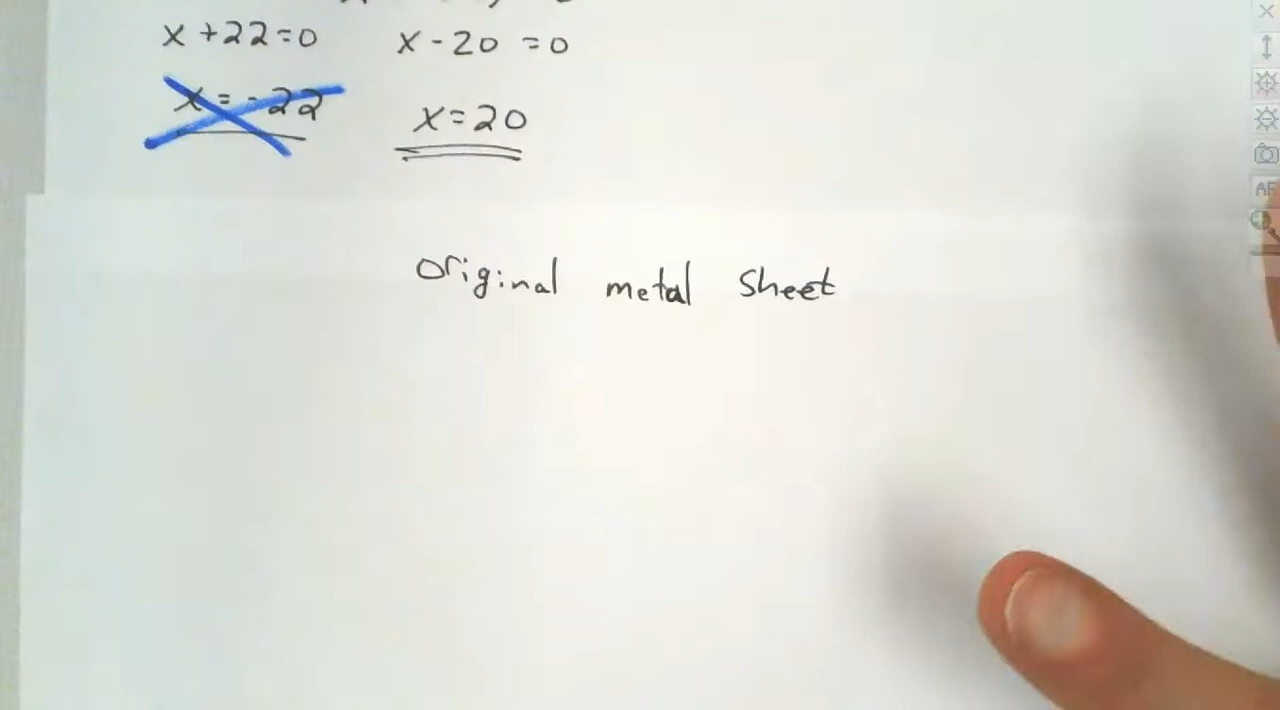 x + 22 = 0 x - 20 = 0
x = -22 x = 20
Original metal Sheet